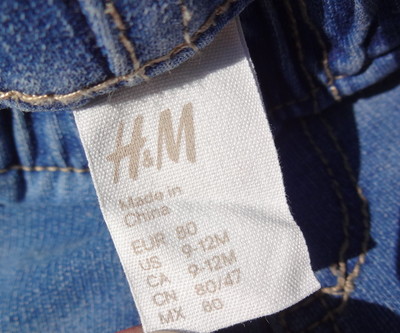 H&M
Made in
China
EUR 80
US 9-12M
CA 9-12M
CN 80/47
MX 80